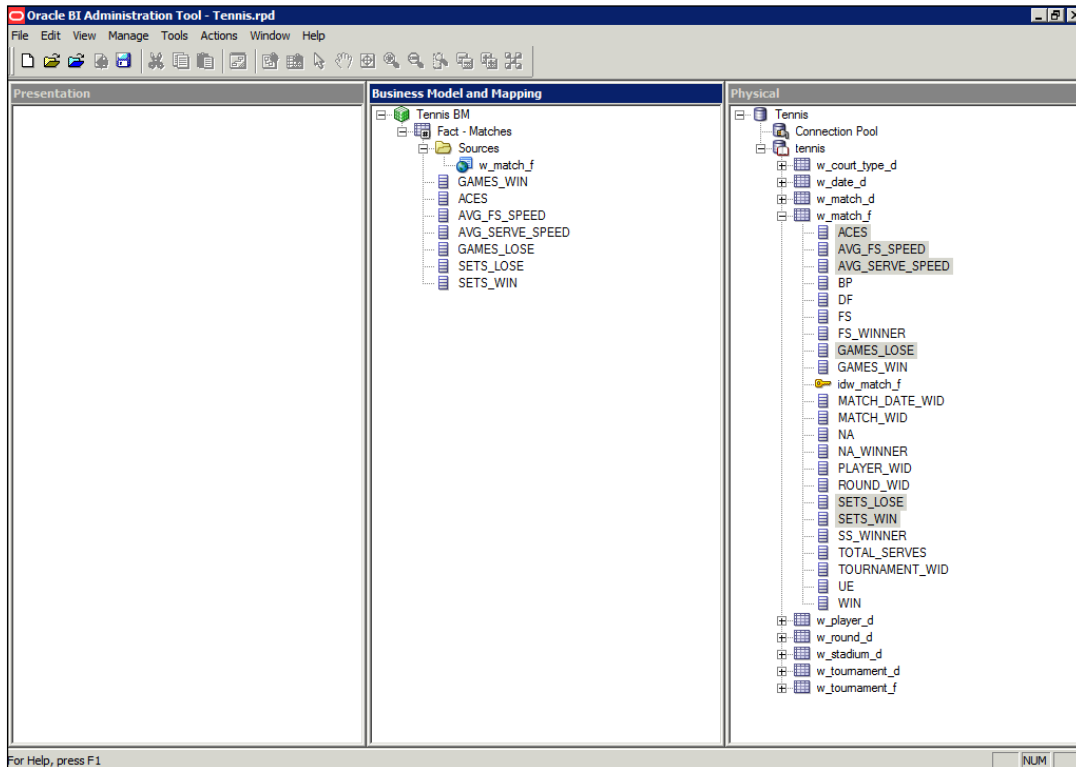 Oracle BI Administration Tool - Tennis.rpd
File Edit View Manage Tools Actions Window Help
Presentation
Business Model and Mapping
Tennis BM
Fact - Matches
Sources
w_match_f
GAMES_WIN
ACES
AVG_FS_SPEED
AVG_SERVE_SPEED
GAMES_LOSE
SETS_LOSE
SETS_WIN
Physical
Tennis
Connection Pool
tennis
w_court_type_d
w_date_d
w_match_d
w_match_f
ACES
AVG_FS_SPEED
AVG_SERVE_SPEED
BP
DF
FS
FS_WINNER
GAMES_LOSE
GAMES_WIN
idw_match_f
MATCH_DATE_WID
MATCH_WID
NA
NA_WINNER
PLAYER_WID
ROUND_WID
SETS_LOSE
SETS_WIN
SS_WINNER
TOTAL_SERVES
TOURNAMENT_WID
UE
WIN
w_player_d
w_round_d
w_stadium_d
w_tournament_d
w_tournament_f
For Help, press F1
NUM